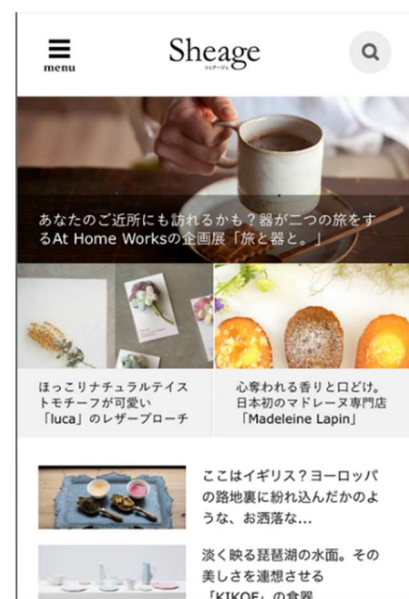 menu
Sheage
シェアージュ
あなたのご近所にも訪れるかも？器が二つの旅をす
るAt Home Worksの企画展「旅と器と。」
ほっこりナチュラルテイス
トモチーフが可愛い
「luca」のレザーブローチ
心奪われる香りと口どけ。
日本初のマドレーヌ専門店
「Madeleine Lapin」
ここはイギリス？ヨーロッパ
の路地裏に紛れ込んだかのよ
うな、お洒落な...
淡く映る琵琶湖の水面。その
美しさを連想させる
「KIKOF」の食器